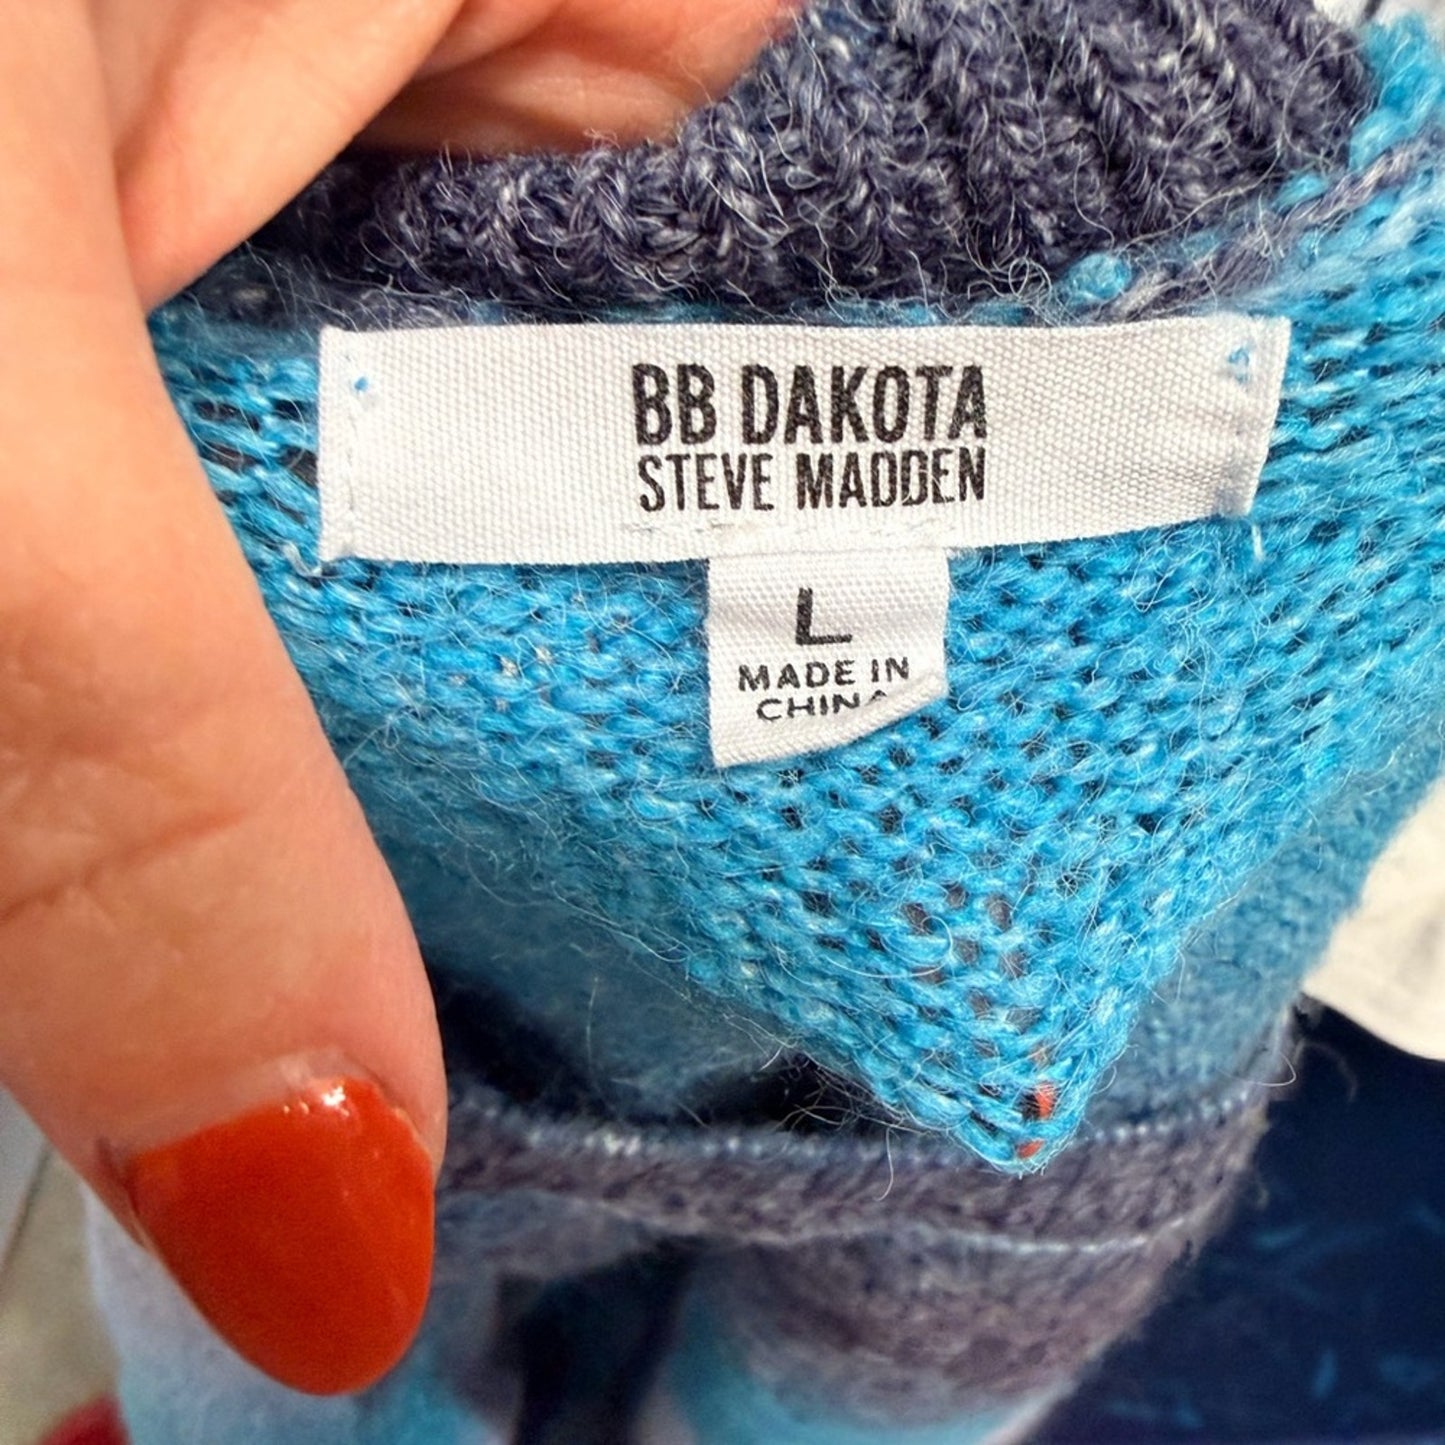 BB DAKOTA
STEVE MADDEN
L
MADE IN
CHINA